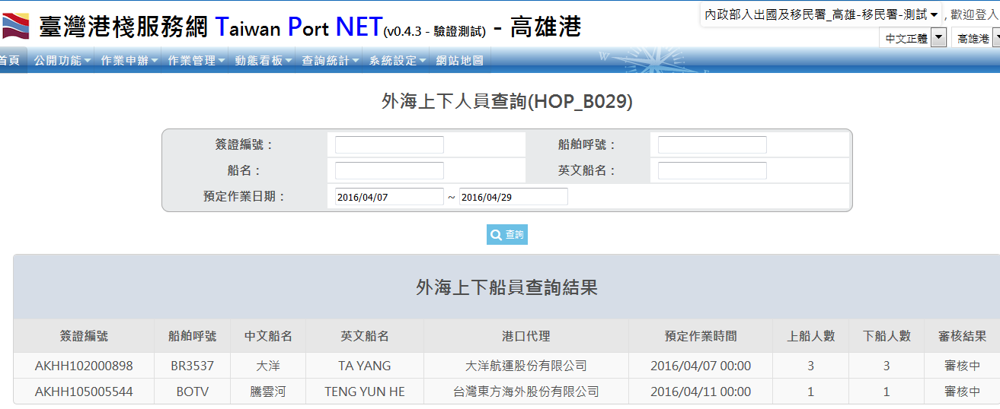 內政部入出國及移民署_高雄-移民署-測試 , 歡迎登入
臺灣港棧服務網 Taiwan Port NET(v0.4.3 - 驗證測試) - 高雄港
中文正體 高雄港
首頁 公開功能 作業申辦 作業管理 動態看板 查詢統計 系統設定 網站地圖
W
外海上下人員查詢(HOP_B029)
簽證編號： 船舶呼號：
船名： 英文船名：
預定作業日期： 2016/04/07 ~ 2016/04/29
查詢
外海上下船員查詢結果
簽證編號 船舶呼號 中文船名 英文船名 港口代理 預定作業時間 上船人數 下船人數 審核結果
AKHH102000898 BR3537 大洋 TA YANG 大洋航運股份有限公司 2016/04/07 00:00 3 3 審核中
AKHH105005544 BOTV 騰雲河 TENG YUN HE 台灣東方海外股份有限公司 2016/04/11 00:00 1 1 審核中